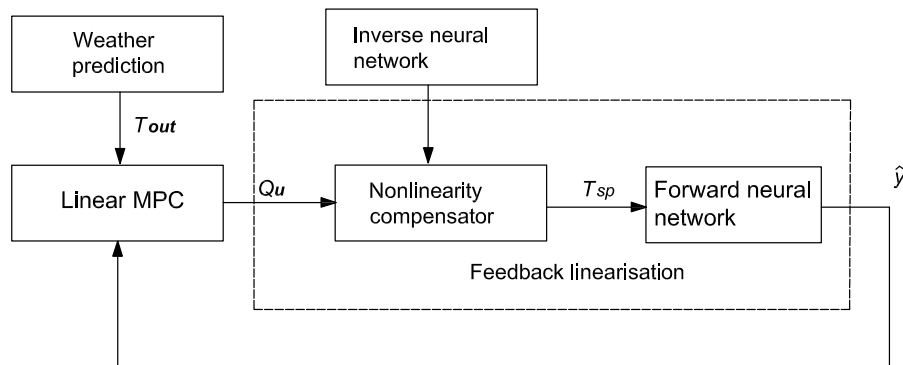 Weather
prediction
Inverse neural
network
Tout
Linear MPC
Qu
Nonlinearity
compensator
Tsp
Forward neural
network
ŷ
Feedback linearisation